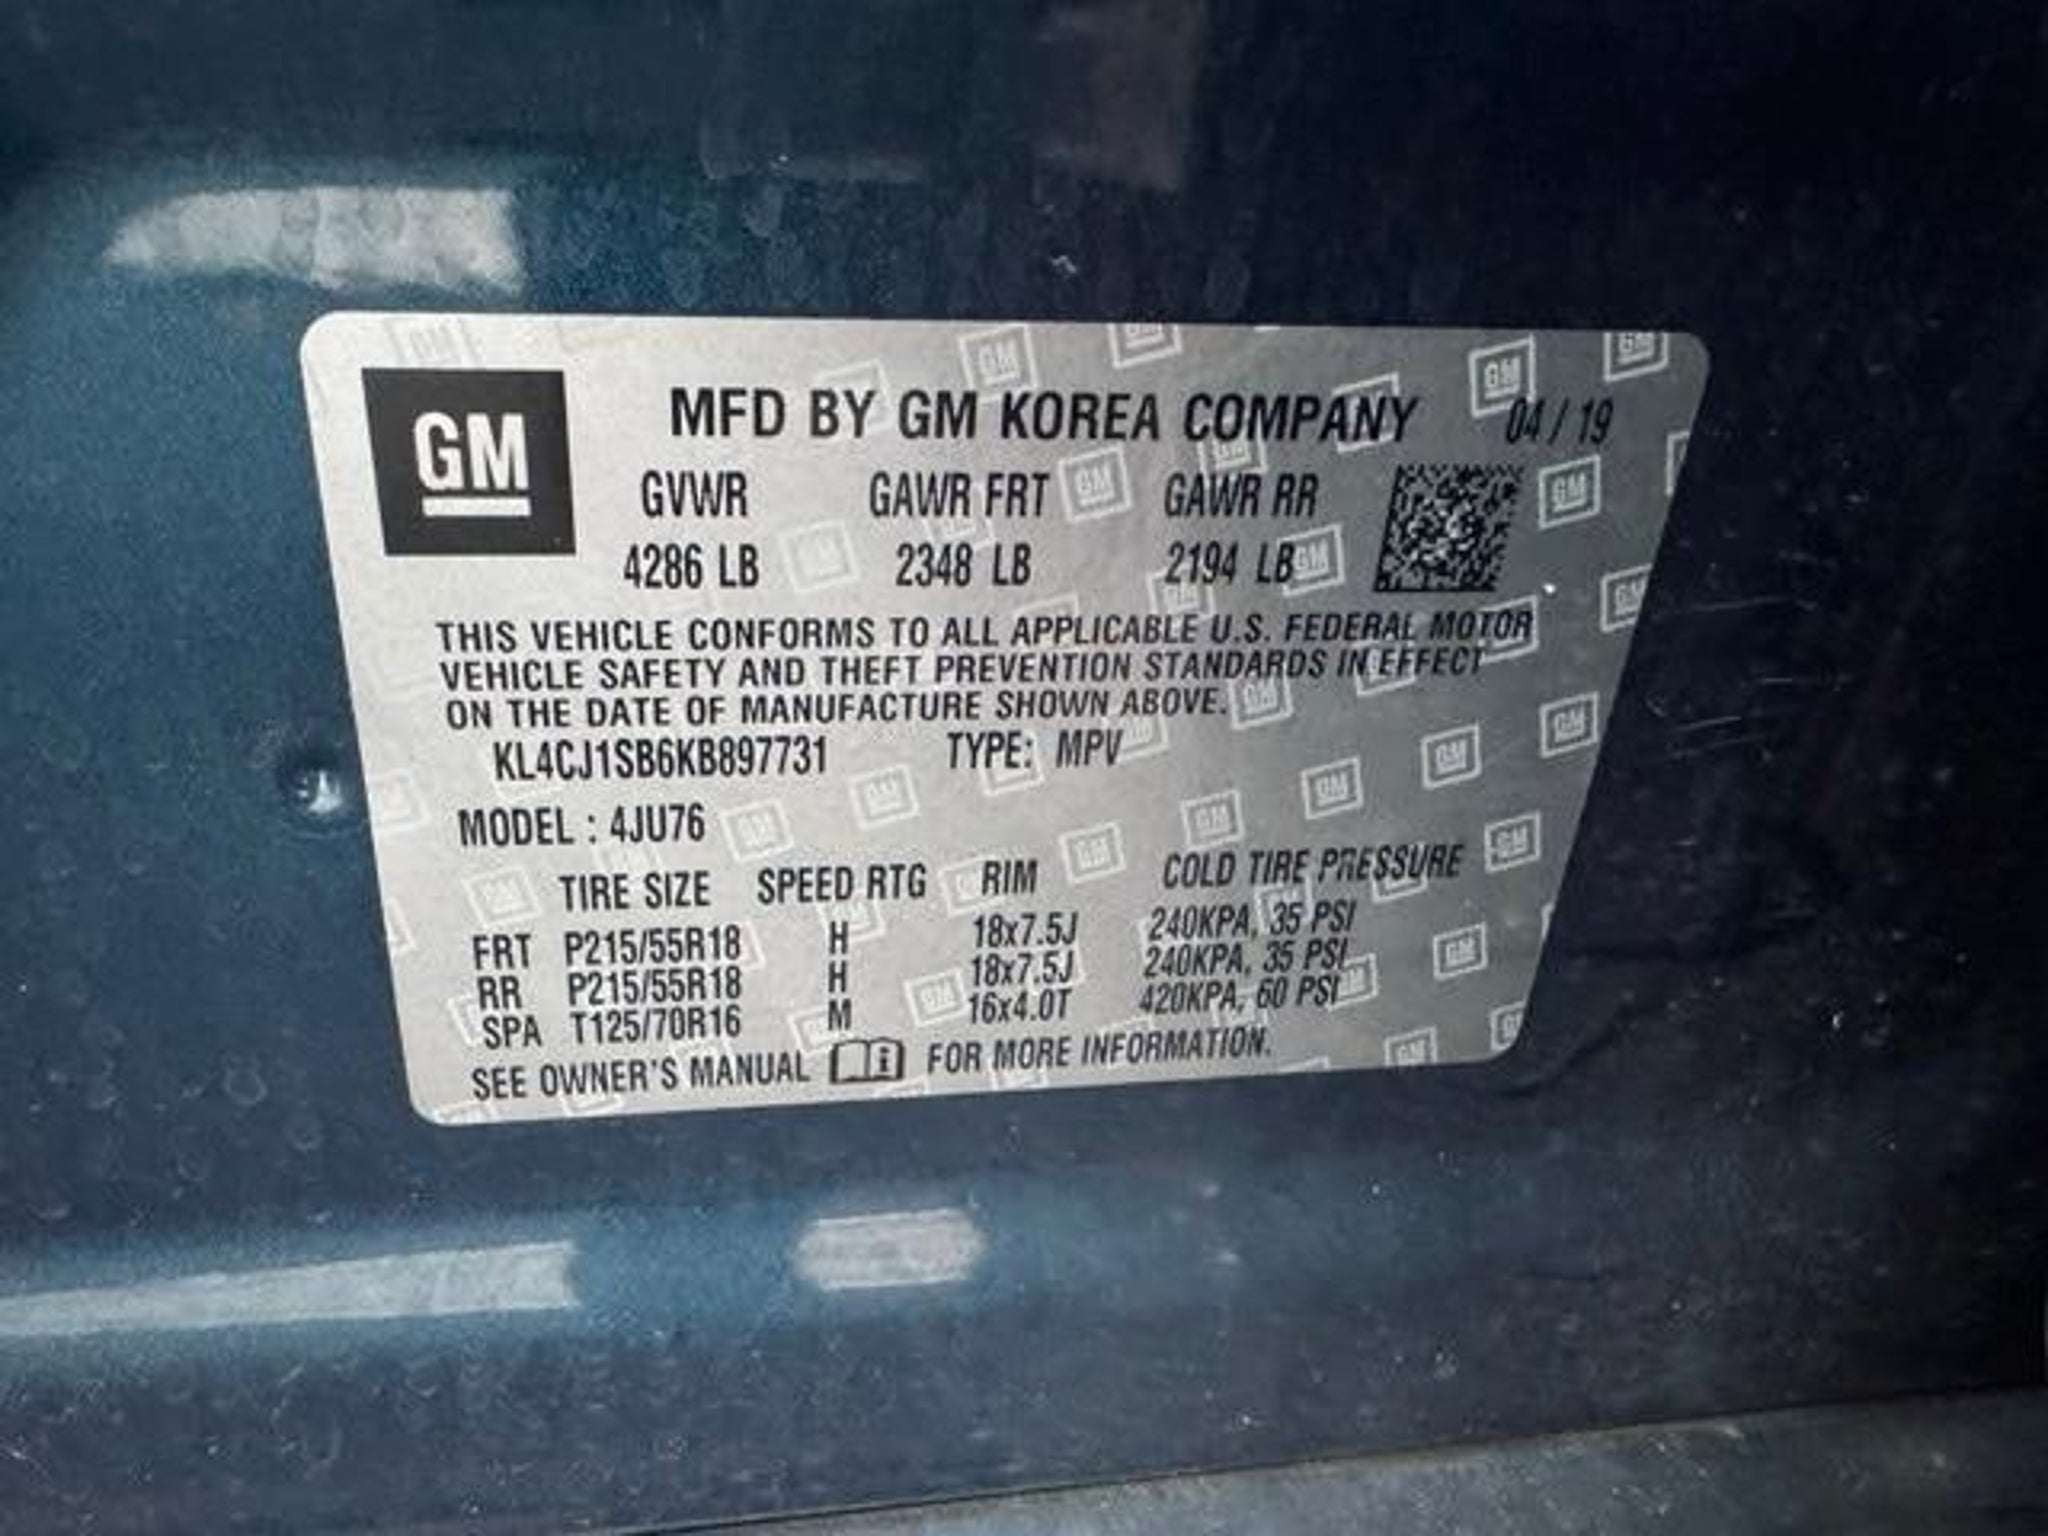 GM
MFD BY GM KOREA COMPANY 04/19
GVWR GAWR FRT GAWR RR
4286 LB 2348 LB 2194 LB
THIS VEHICLE CONFORMS TO ALL APPLICABLE U.S. FEDERAL MOTOR
VEHICLE SAFETY AND THEFT PREVENTION STANDARDS IN EFFECT
ON THE DATE OF MANUFACTURE SHOWN ABOVE.
KL4CJ1SB6KB897731 TYPE: MPV
MODEL : 4JU76
TIRE SIZE SPEED RTG RIM COLD TIRE PRESSURE
FRT P215/55R18 H 18x7.5J 240KPA, 35 PSI
RR P215/55R18 H 18x7.5J 240KPA, 35 PSI
SPA T125/70R16 M 16x4.0T 420KPA, 60 PSI
SEE OWNER'S MANUAL FOR MORE INFORMATION.